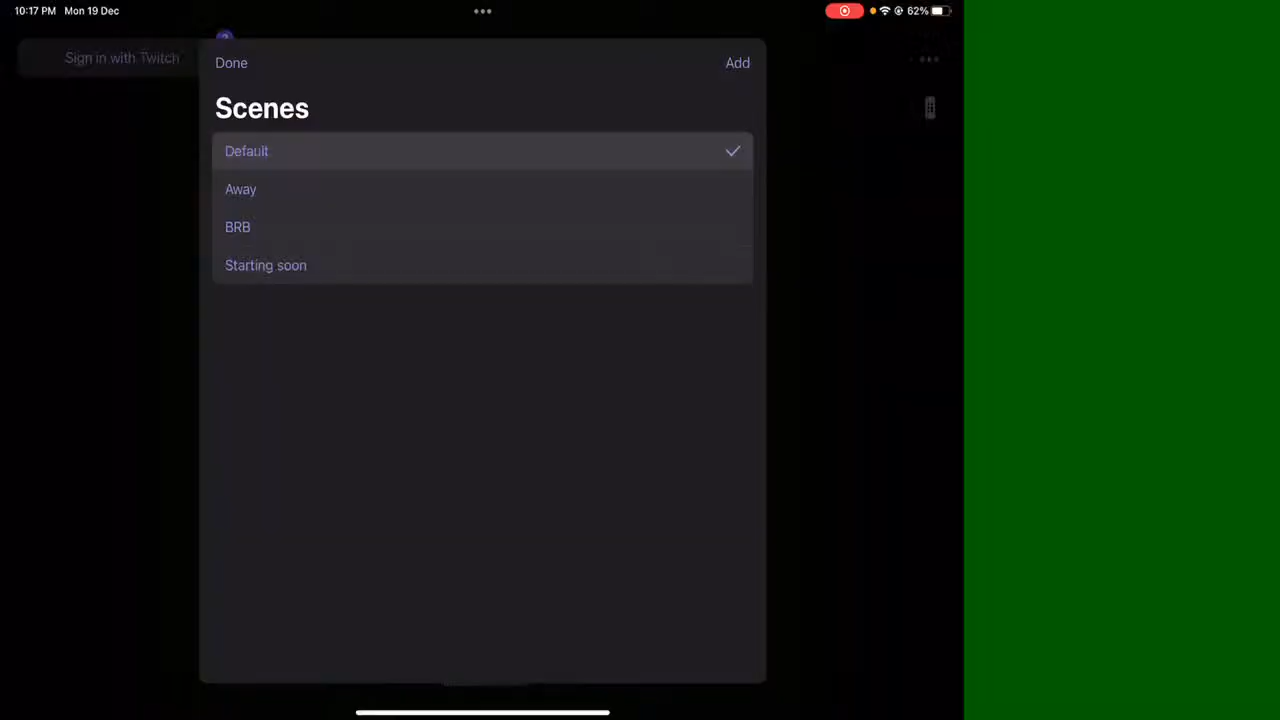 10:17 PM Mon 19 Dec
62%
Sign in with Twitch
?
Done
Add
Scenes
Default
Away
BRB
Starting soon